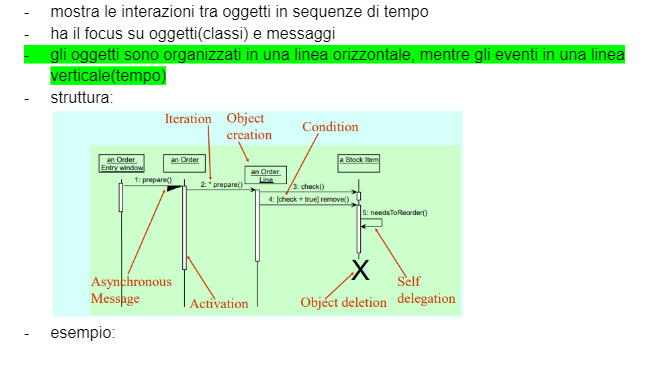 - mostra le interazioni tra oggetti in sequenze di tempo
- ha il focus su oggetti(classi) e messaggi
- gli oggetti sono organizzati in una linea orizzontale, mentre gli eventi in una linea
verticale(tempo)
- struttura:
Iteration
Object
creation
Condition
an Order
Entry window
an Order
an Order
Line
a Stock Item
1: prepare()
2: * prepare()
3: check()
4: [check = true] remove()
5: needsToReorder()
Asynchronous
Message
Activation
X
Object deletion
Self
delegation
- esempio: